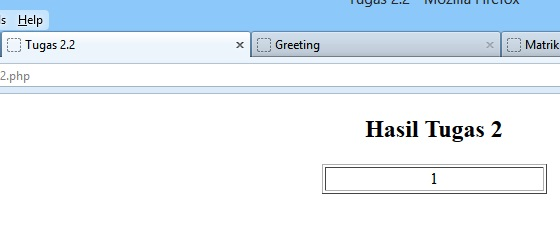 Tugas 2.2 - Mozilla Firefox
Help
Tugas 2.2 × Greeting × Matrik
2.php
Hasil Tugas 2
1